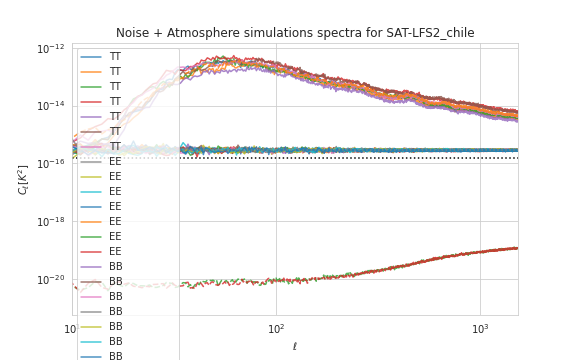 Noise + Atmosphere simulations spectra for SAT-LFS2_chile
10⁻¹²
10⁻¹⁴
10⁻¹⁶
10⁻¹⁸
10⁻²⁰
C_ℓ[K²]
TT
TT
TT
TT
TT
TT
TT
EE
EE
EE
EE
EE
EE
EE
BB
BB
BB
BB
BB
BB
BB
10²
10³
ℓ